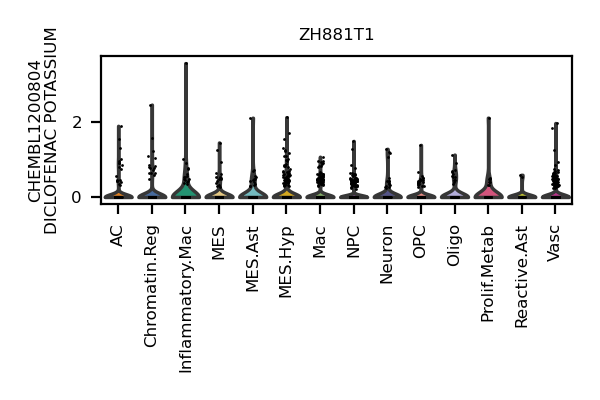 ZH881T1
CHEMBL1200804
DICLOFENAC POTASSIUM
2
0
AC
Chromatin.Reg
Inflammatory.Mac
MES
MES.Ast
MES.Hyp
Mac
NPC
Neuron
OPC
Oligo
Prolif.Metab
Reactive.Ast
Vasc